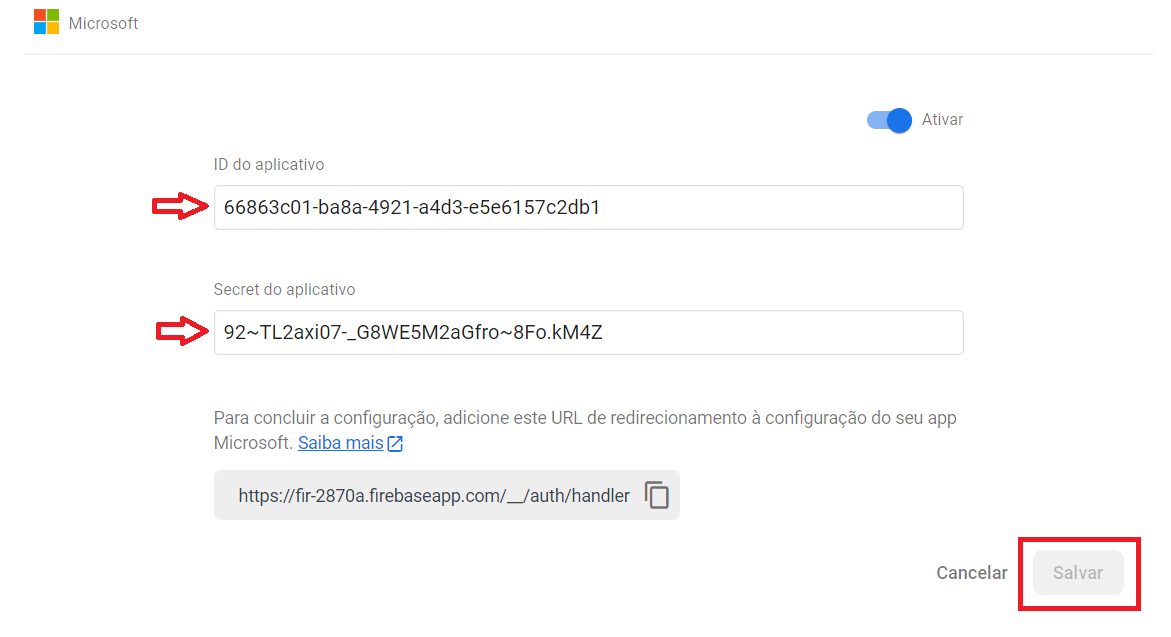 Microsoft
Ativar
ID do aplicativo
66863c01-ba8a-4921-a4d3-e5e6157c2db1
Secret do aplicativo
92~TL2axi07-_G8WE5M2aGfro~8Fo.kM4Z
Para concluir a configuração, adicione este URL de redirecionamento à configuração do seu app
Microsoft. Saiba mais
https://fir-2870a.firebaseapp.com/__/auth/handler
Cancelar
Salvar